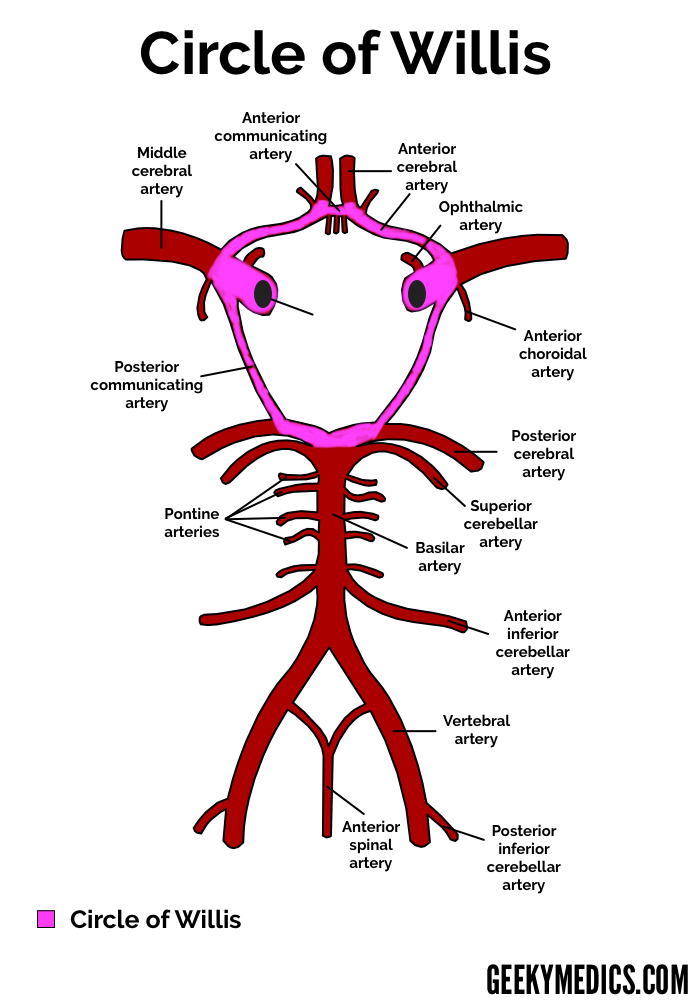 Circle of Willis
Anterior
communicating
artery
Middle
cerebral
artery
Anterior
cerebral
artery
Ophthalmic
artery
Anterior
choroidal
artery
Posterior
communicating
artery
Posterior
cerebral
artery
Superior
cerebellar
artery
Pontine
arteries
Basilar
artery
Anterior
inferior
cerebellar
artery
Vertebral
artery
Anterior
spinal
artery
Posterior
inferior
cerebellar
artery
Circle of Willis
GEEKYMEDICS.COM